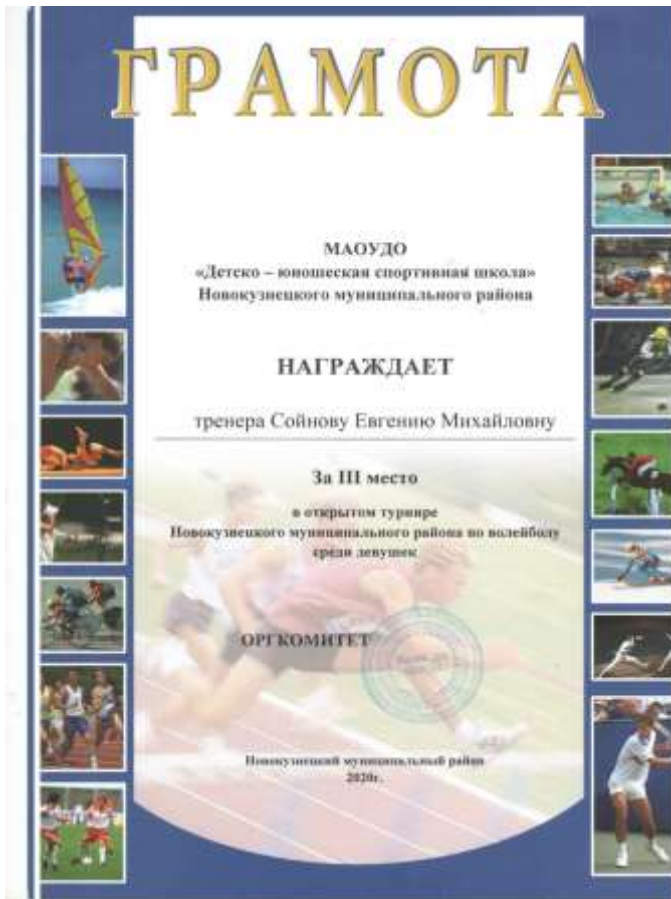 ГРАМОТА
МАОУДО
«Детско – юношеская спортивная школа»
Новокузнецкого муниципального района
НАГРАЖДАЕТ
тренера Сойнову Евгению Михайловну
За III место
в открытом турнире
Новокузнецкого муниципального района по волейболу
среди девушек
ОРГКОМИТЕТ
Новокузнецкий муниципальный район
2020г.